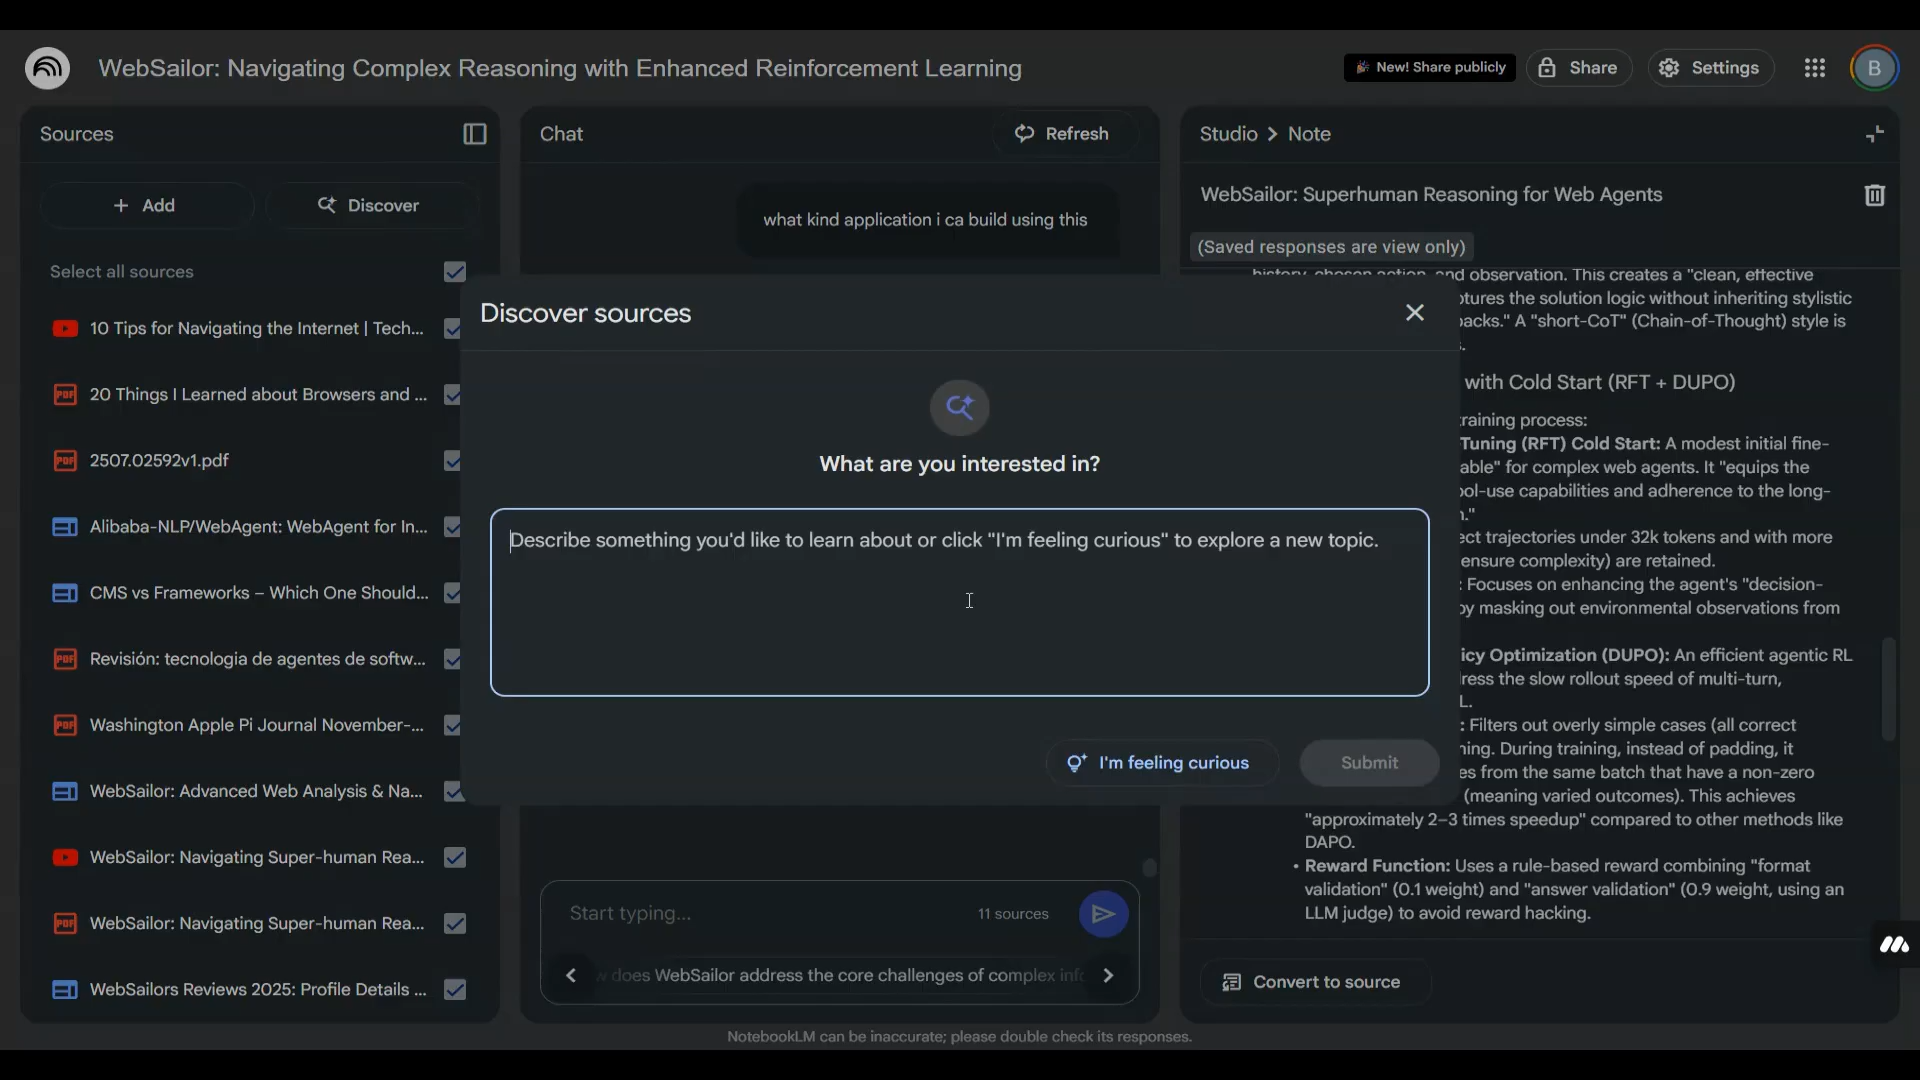 WebSailor: Navigating Complex Reasoning with Enhanced Reinforcement Learning
New! Share publicly
Share
Settings
B
Sources
Add
Discover
Select all sources
10 Tips for Navigating the Internet | Tech...
20 Things I Learned about Browsers and ...
PDF
2507.02592v1.pdf
Alibaba-NLP/WebAgent: WebAgent for In...
CMS vs Frameworks – Which One Should...
Revisión: tecnologia de agentes de softw...
Washington Apple Pi Journal November-...
WebSailor: Advanced Web Analysis & Na...
WebSailor: Navigating Super-human Rea...
WebSailor: Navigating Super-human Rea...
WebSailors Reviews 2025: Profile Details ...
Chat
Refresh
what kind application i ca build using this
Discover sources
What are you interested in?
Describe something you'd like to learn about or click "I'm feeling curious" to explore a new topic.
I'm feeling curious
Submit
Start typing...
11 sources
does WebSailor address the core challenges of complex
Studio > Note
WebSailor: Superhuman Reasoning for Web Agents
(Saved responses are view only)
history, chosen action, and observation. This creates a "clean, effective
the solution logic without inheriting stylistic
A "short-CoT" (Chain-of-Thought) style is
with Cold Start (RFT + DUPO)
training process:
Tuning (RFT) Cold Start: A modest initial fine-
for complex web agents. It "equips the
capabilities and adherence to the long-
trajectories under 32k tokens and with more
ensure complexity) are retained.
: Focuses on enhancing the agent's "decision-
by masking out environmental observations from
Optimization (DUPO): An efficient agentic RL
the slow rollout speed of multi-turn,
: Filters out overly simple cases (all correct
During training, instead of padding, it
from the same batch that have a non-zero
(meaning varied outcomes). This achieves
"approximately 2–3 times speedup" compared to other methods like
DAPO.
• Reward Function: Uses a rule-based reward combining "format
validation" (0.1 weight) and "answer validation" (0.9 weight, using an
LLM judge) to avoid reward hacking.
Convert to source
NotebookLM can be inaccurate; please double check its responses.